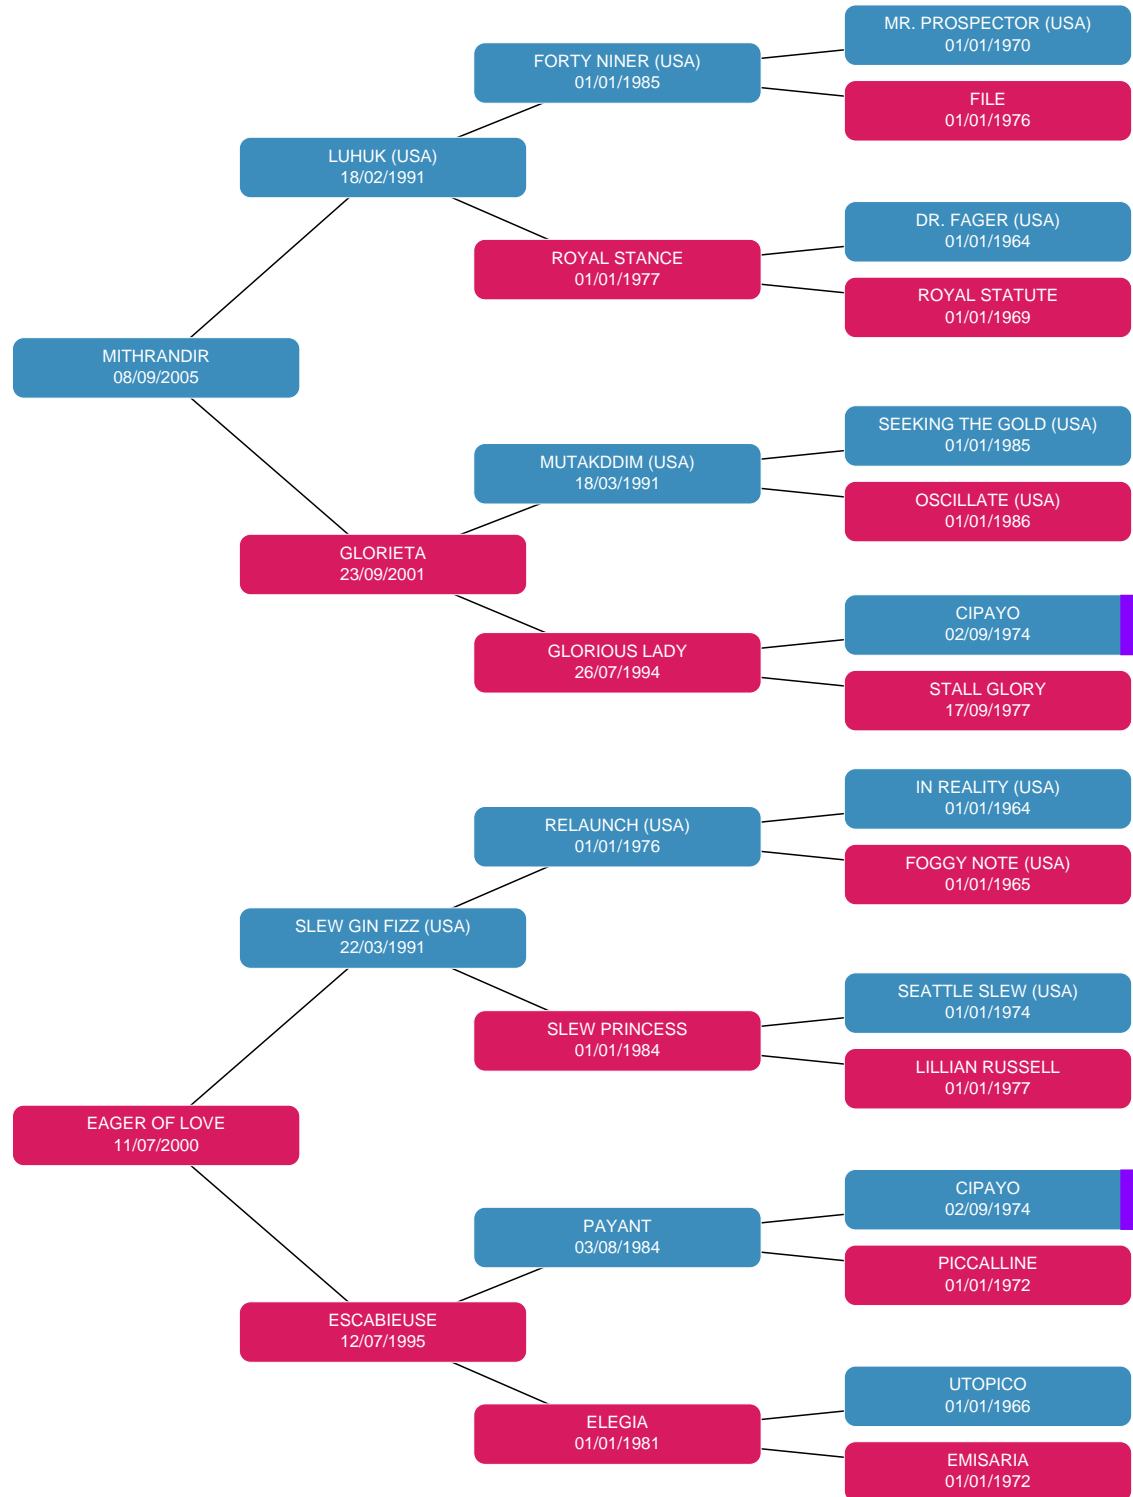 MR. PROSPECTOR (USA)
01/01/1970
FORTY NINER (USA)
01/01/1985
FILE
01/01/1976
LUHUK (USA)
18/02/1991
DR. FAGER (USA)
01/01/1964
ROYAL STANCE
01/01/1977
ROYAL STATUTE
01/01/1969
MITHRANDIR
08/09/2005
SEEKING THE GOLD (USA)
01/01/1985
MUTAKDDIM (USA)
18/03/1991
OSCILLATE (USA)
01/01/1986
GLORIETA
23/09/2001
CIPAYO
02/09/1974
GLORIOUS LADY
26/07/1994
STALL GLORY
17/09/1977
IN REALITY (USA)
01/01/1964
RELAUNCH (USA)
01/01/1976
FOGGY NOTE (USA)
01/01/1965
SLEW GIN FIZZ (USA)
22/03/1991
SEATTLE SLEW (USA)
01/01/1974
SLEW PRINCESS
01/01/1984
LILLIAN RUSSELL
01/01/1977
EAGER OF LOVE
11/07/2000
CIPAYO
02/09/1974
PAYANT
03/08/1984
PICCALLINE
01/01/1972
ESCABIEUSE
12/07/1995
UTOPICO
01/01/1966
ELEGIA
01/01/1981
EMISARIA
01/01/1972